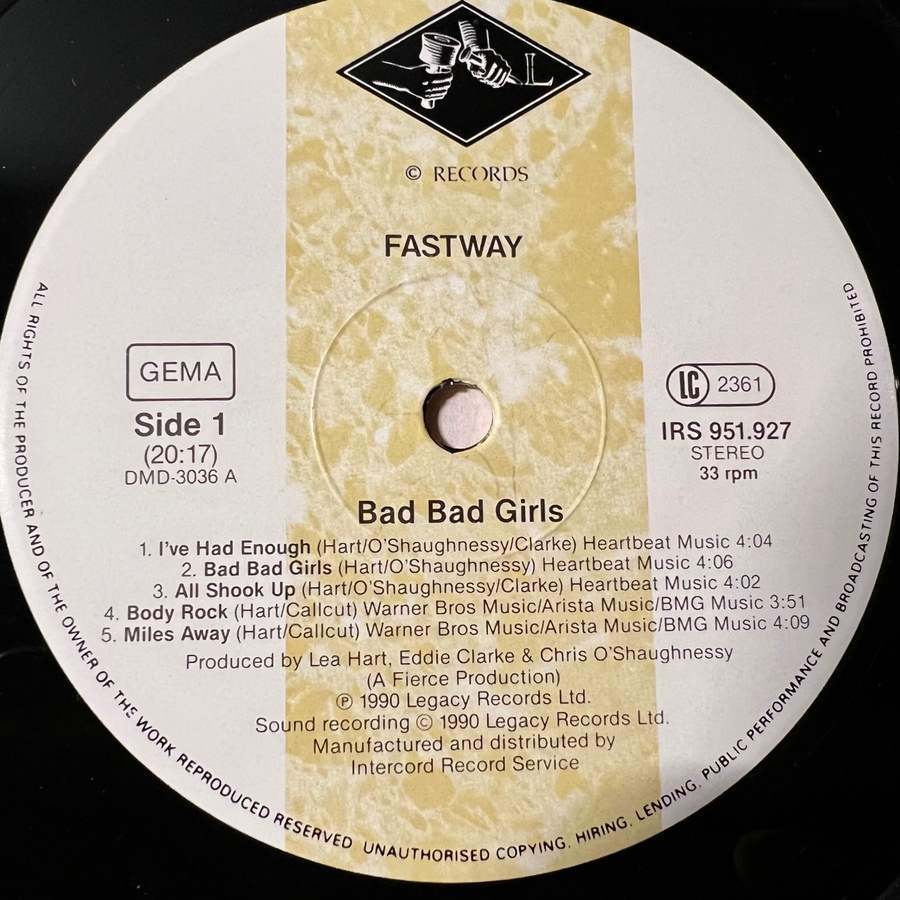 L
© RECORDS
FASTWAY
GEMA
Side 1
(20:17)
DMD-3036 A
LC 2361
IRS 951.927
STEREO
33 rpm
Bad Bad Girls
1. I've Had Enough (Hart/O'Shaughnessy/Clarke) Heartbeat Music 4:04
2. Bad Bad Girls (Hart/O'Shaughnessy) Heartbeat Music 4:06
3. All Shook Up (Hart/O'Shaughnessy/Clarke) Heartbeat Music 4:02
4. Body Rock (Hart/Callcut) Warner Bros Music/Arista Music/BMG Music 3:51
5. Miles Away (Hart/Callcut) Warner Bros Music/Arista Music/BMG Music 4:09
Produced by Lea Hart, Eddie Clarke & Chris O'Shaughnessy
(A Fierce Production)
℗ 1990 Legacy Records Ltd.
Sound recording © 1990 Legacy Records Ltd.
Manufactured and distributed by
Intercord Record Service
ALL RIGHTS OF THE PRODUCER AND OF THE OWNER OF THE WORK REPRODUCED RESERVED UNAUTHORISED COPYING, HIRING, LENDING, PUBLIC PERFORMANCE AND BROADCASTING OF THIS RECORD PROHIBITED